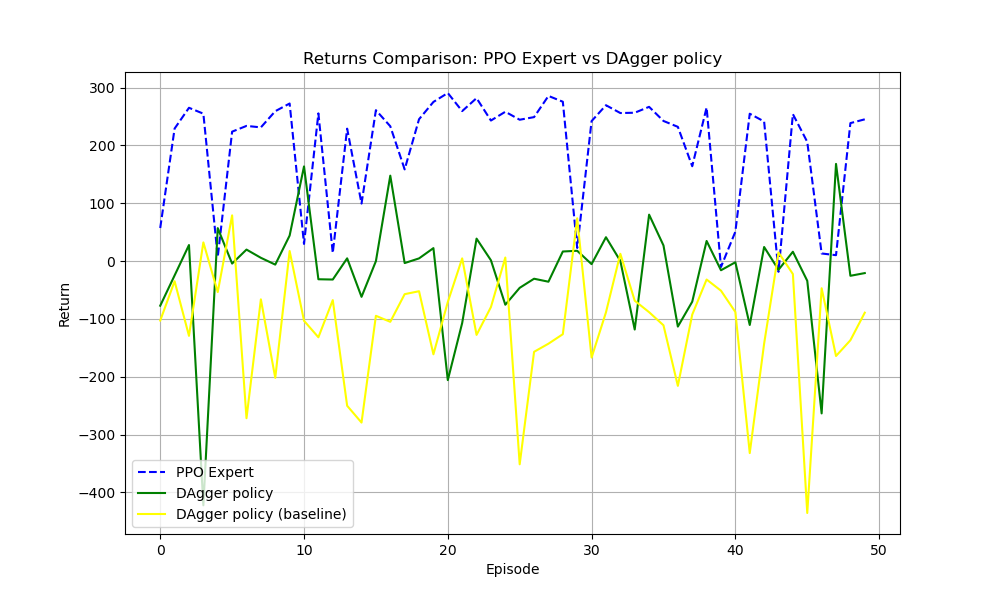 Returns Comparison: PPO Expert vs DAgger policy
300
200
100
0
−100
−200
−300
−400
Return
PPO Expert
DAgger policy
DAgger policy (baseline)
0 10 20 30 40 50
Episode